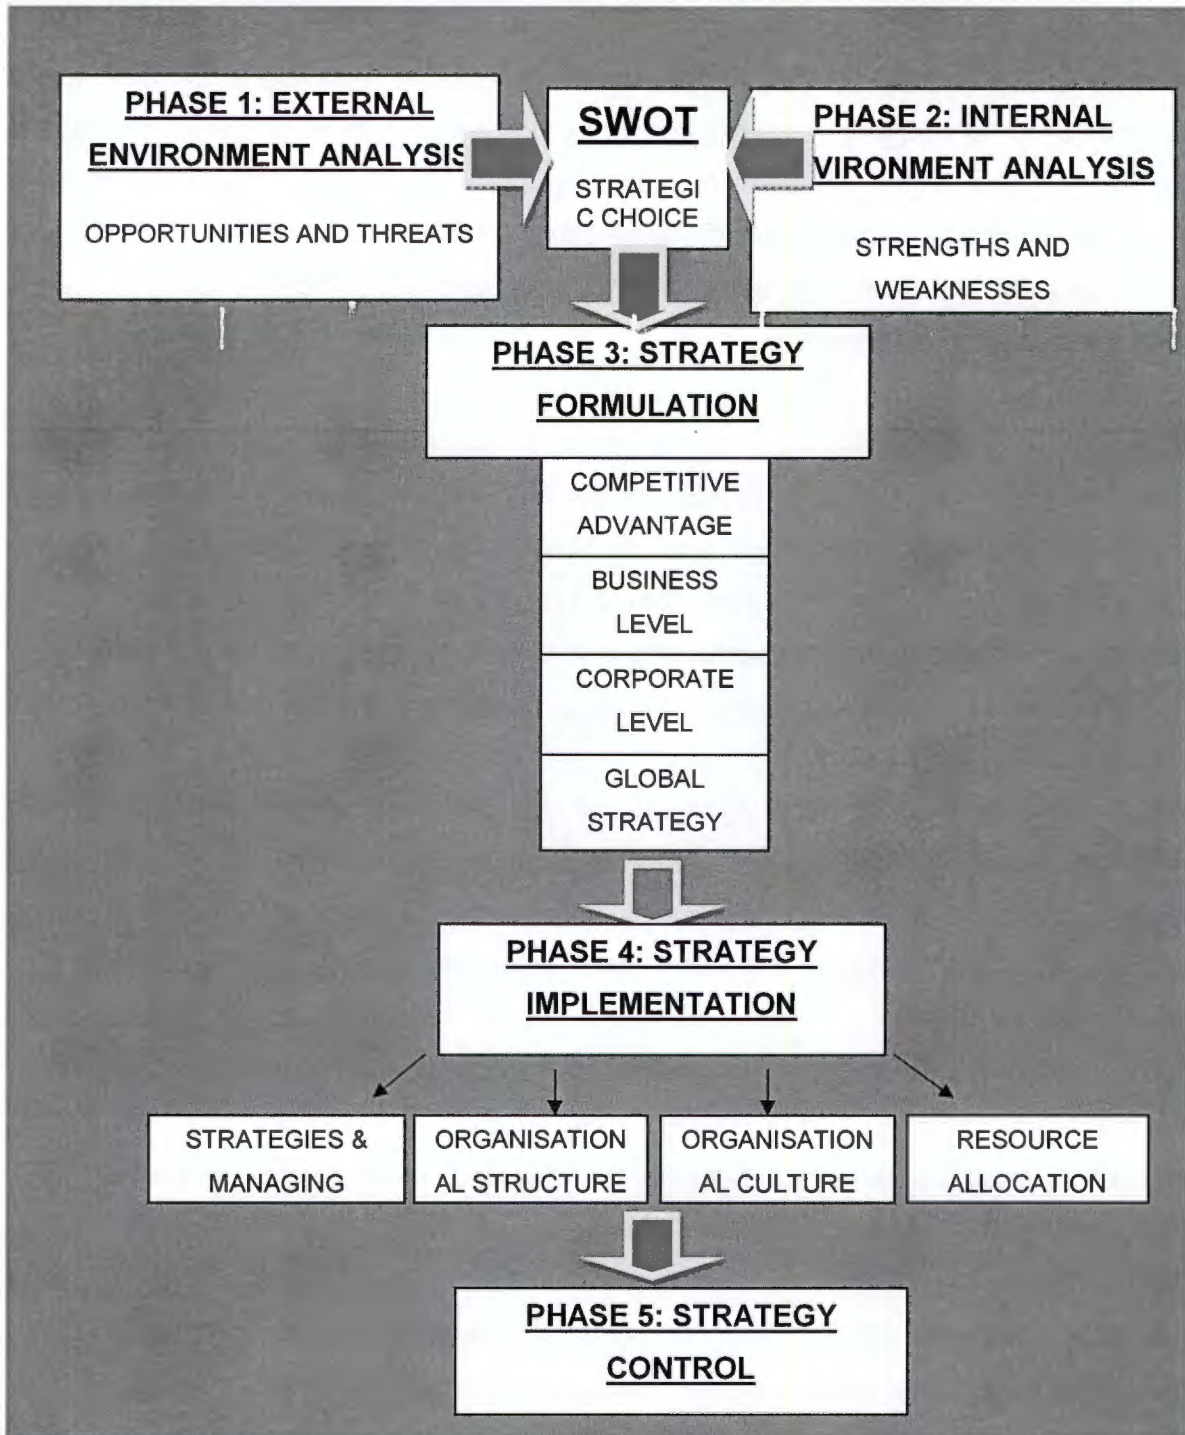 PHASE 1: EXTERNAL
ENVIRONMENT ANALYSIS
OPPORTUNITIES AND THREATS
SWOT
STRATEGI
C CHOICE
PHASE 2: INTERNAL
VIRONMENT ANALYSIS
STRENGTHS AND
WEAKNESSES
PHASE 3: STRATEGY
FORMULATION
COMPETITIVE
ADVANTAGE
BUSINESS
LEVEL
CORPORATE
LEVEL
GLOBAL
STRATEGY
PHASE 4: STRATEGY
IMPLEMENTATION
STRATEGIES &
MANAGING
ORGANISATION
AL STRUCTURE
ORGANISATION
AL CULTURE
RESOURCE
ALLOCATION
PHASE 5: STRATEGY
CONTROL